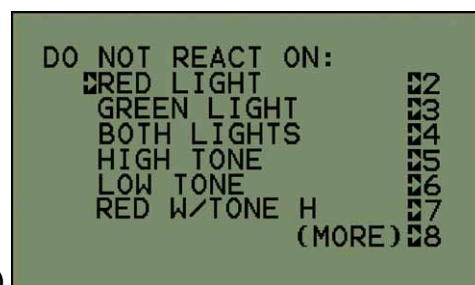 DO NOT REACT ON:
RED LIGHT 2
GREEN LIGHT 3
BOTH LIGHTS 4
HIGH TONE 5
LOW TONE 6
RED W/TONE H 7
(MORE) 8
)